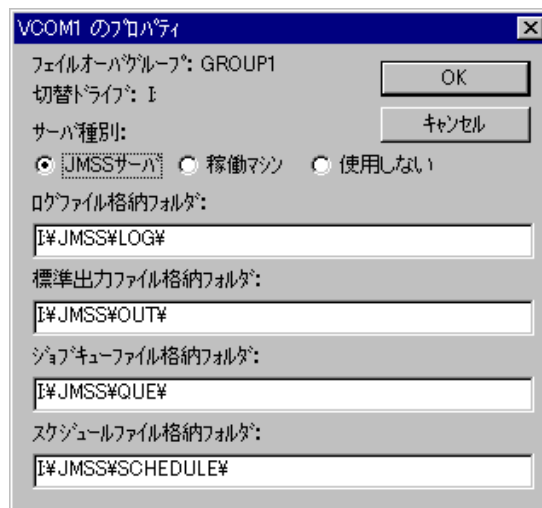 VCOM1 のﾌﾟﾛﾊﾟﾃｨ
ﾌｪｲﾙｵｰﾊﾞｸﾞﾙｰﾌﾟ: GROUP1
OK
切替ﾄﾞﾗｲﾌﾞ: I:
ｷｬﾝｾﾙ
ｻｰﾊﾞ種別:
JMSSｻｰﾊﾞ 稼働ﾏｼﾝ 使用しない
ﾛｸﾞﾌｧｲﾙ格納ﾌｫﾙﾀﾞ:
I:¥JMSS¥LOG¥
標準出力ﾌｧｲﾙ格納ﾌｫﾙﾀﾞ:
I:¥JMSS¥OUT¥
ｼﾞｮﾌﾞｷｭｰﾌｧｲﾙ格納ﾌｫﾙﾀﾞ:
I:¥JMSS¥QUE¥
ｽｹｼﾞｭｰﾙﾌｧｲﾙ格納ﾌｫﾙﾀﾞ:
I:¥JMSS¥SCHEDULE¥